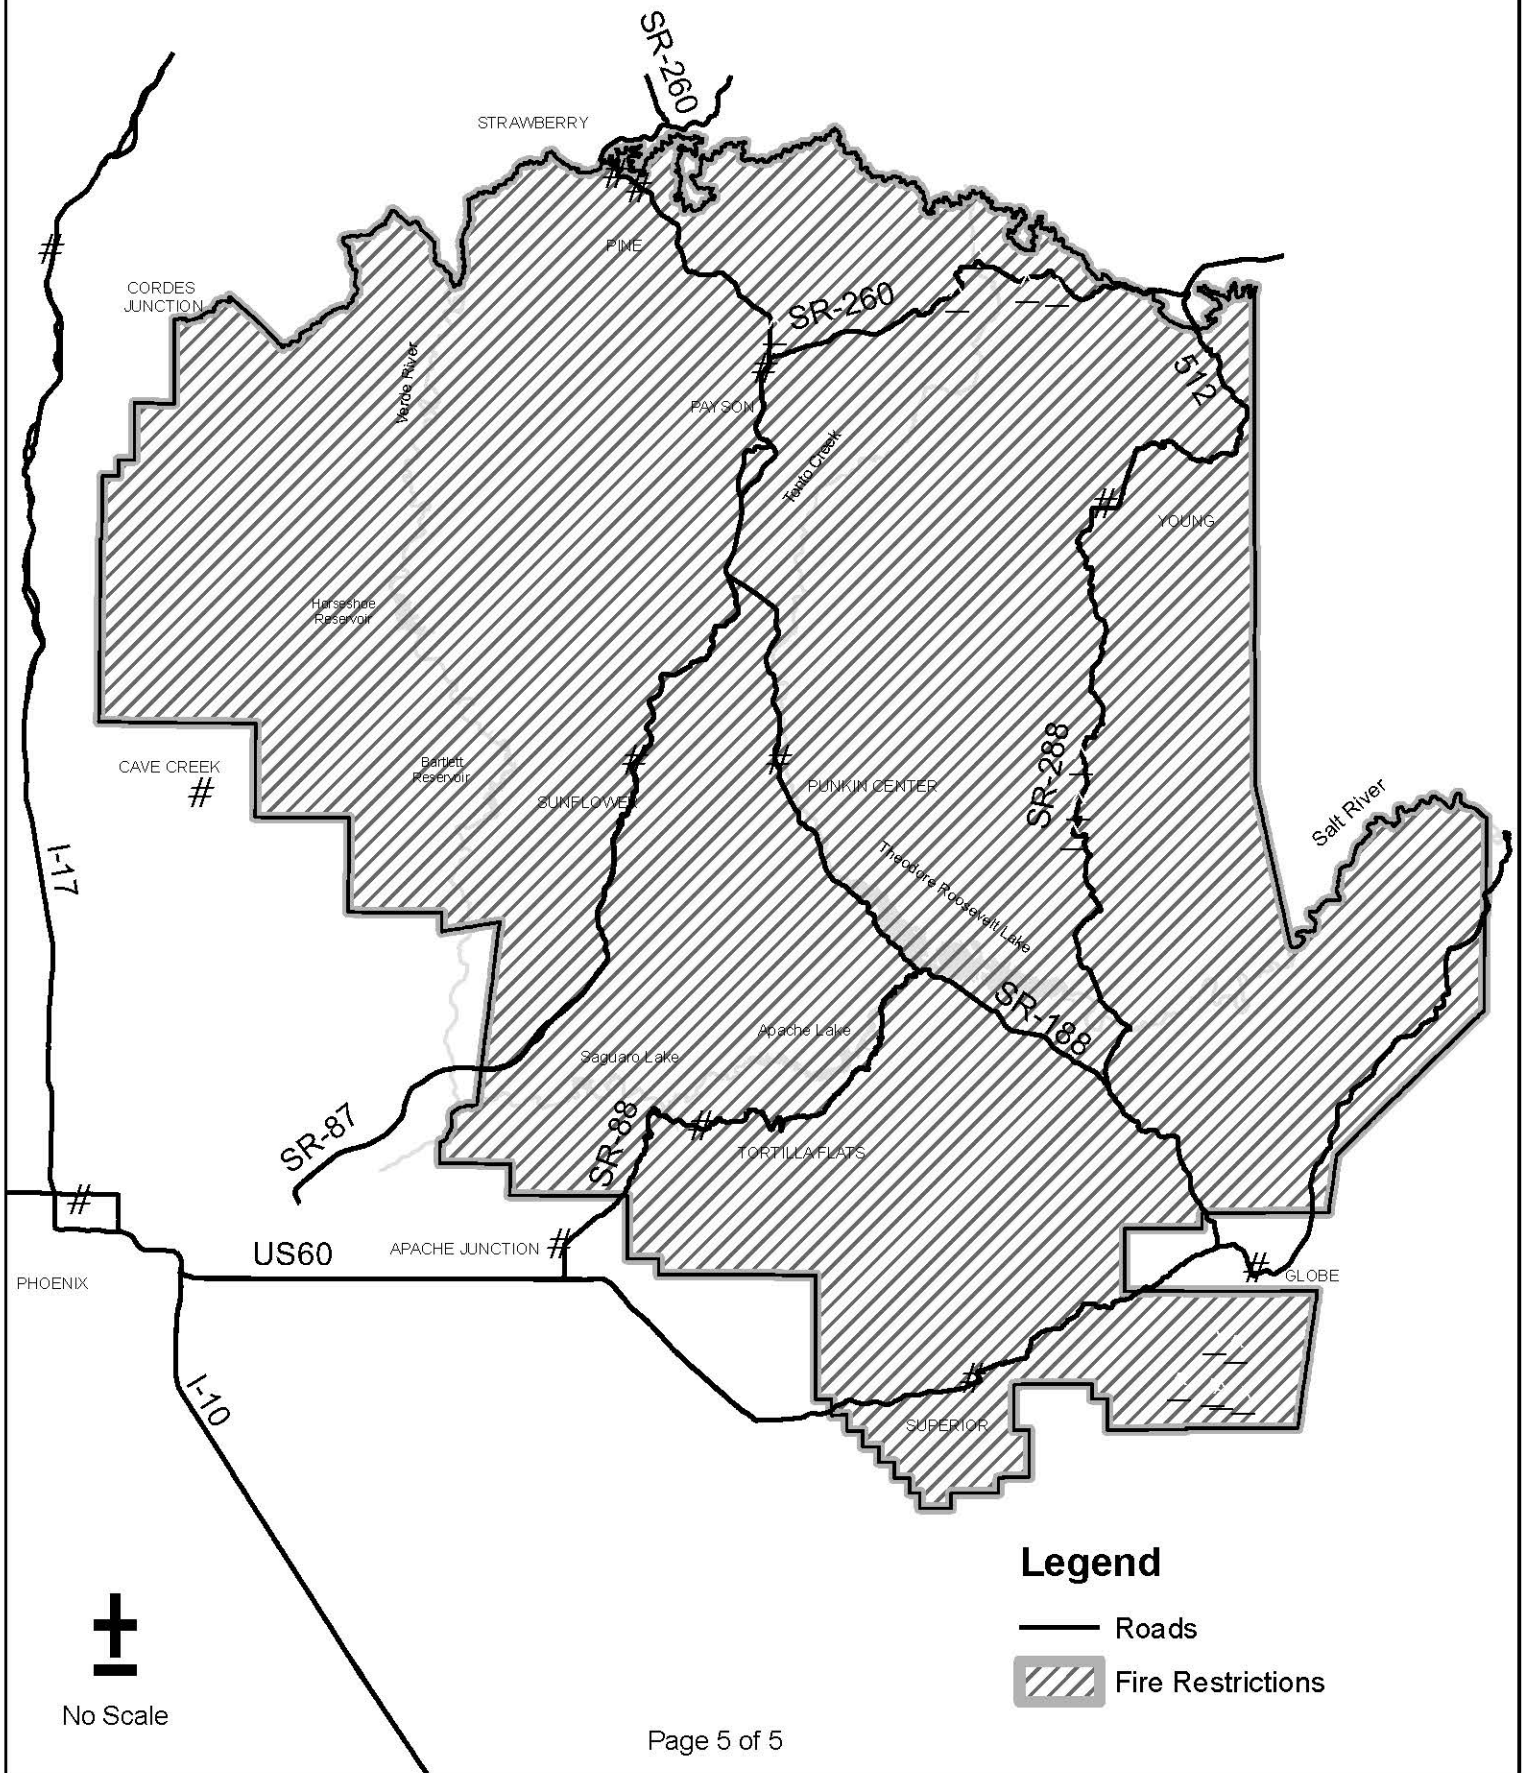 SR-260
STRAWBERRY
PINE
CORDES
JUNCTION
SR-260
Verde River
512
PAYSON
Tonto Creek
YOUNG
Horseshoe
Reservoir
CAVE CREEK
Bartlett
Reservoir
SUNFLOWER
PUNKIN CENTER
SR-288
Salt River
I-17
Theodore Roosevelt Lake
SR-188
Apache Lake
Saguaro Lake
SR-87
SR-88
TORTILLA FLATS
US60
APACHE JUNCTION
PHOENIX
GLOBE
I-10
SUPERIOR
Legend
Roads
Fire Restrictions
No Scale
Page 5 of 5